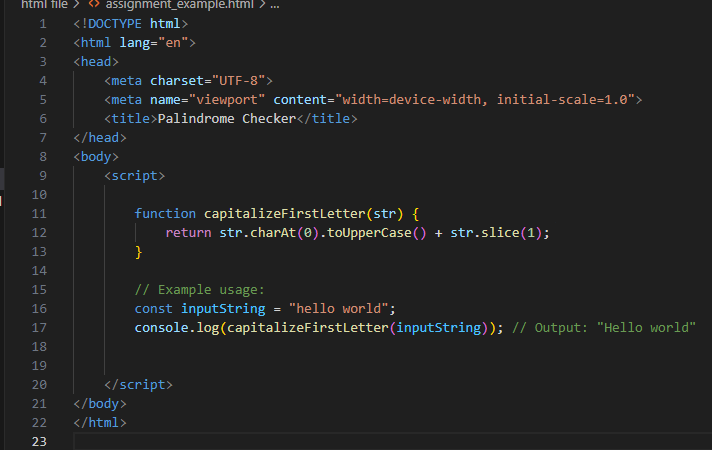 html file > <> assignment_example.html > ...
1 <!DOCTYPE html>
2 <html lang="en">
3 <head>
4     <meta charset="UTF-8">
5     <meta name="viewport" content="width=device-width, initial-scale=1.0">
6     <title>Palindrome Checker</title>
7 </head>
8 <body>
9     <script>
10
11         function capitalizeFirstLetter(str) {
12             return str.charAt(0).toUpperCase() + str.slice(1);
13         }
14
15         // Example usage:
16         const inputString = "hello world";
17         console.log(capitalizeFirstLetter(inputString)); // Output: "Hello world"
18
19
20     </script>
21 </body>
22 </html>
23